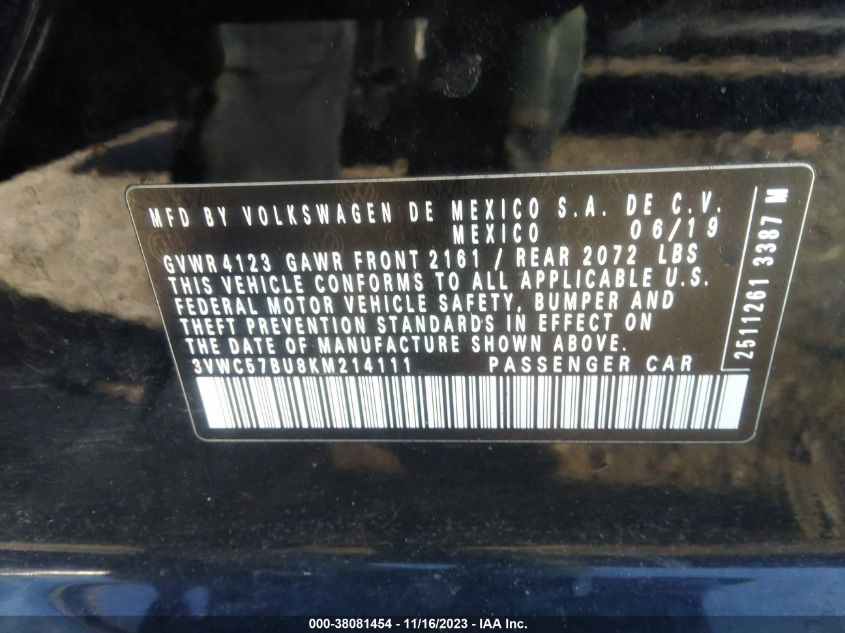 MFD BY VOLKSWAGEN DE MEXICO S.A. DE C.V.
MEXICO 06/19
GVWR 4123 GAWR FRONT 2161 / REAR 2072 LBS
THIS VEHICLE CONFORMS TO ALL APPLICABLE U.S.
FEDERAL MOTOR VEHICLE SAFETY, BUMPER AND
THEFT PREVENTION STANDARDS IN EFFECT ON
THE DATE OF MANUFACTURE SHOWN ABOVE.
3VWC57BU8KM214111 PASSENGER CAR
2511261 3387 M
000-38081454 - 11/16/2023 - IAA Inc.